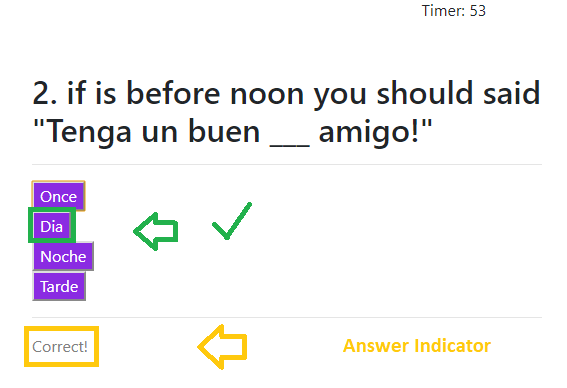 Timer: 53
2. if is before noon you should said
"Tenga un buen ___ amigo!"
Once
Dia
Noche
Tarde
Correct!
Answer Indicator